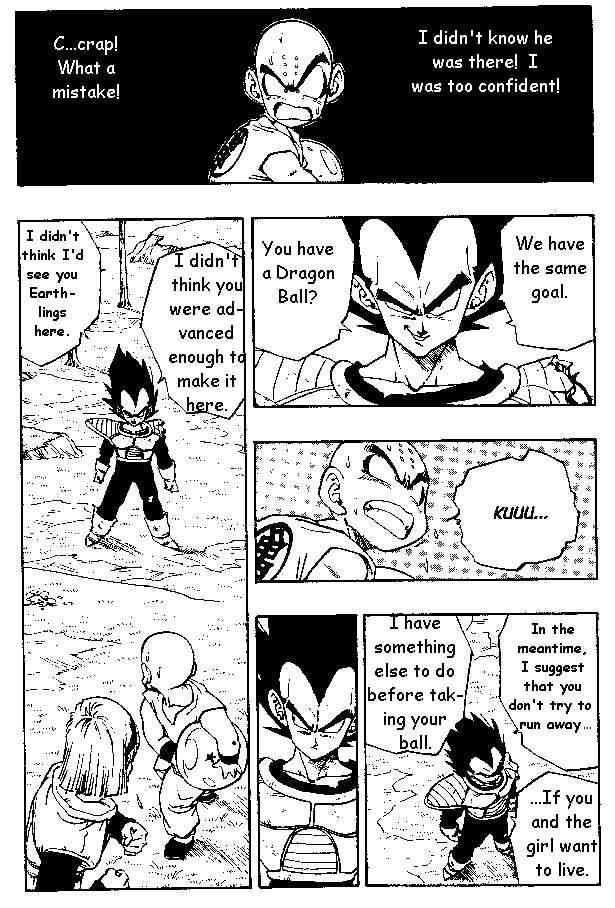 C...crap!
What a
mistake!
I didn't know he
was there! I
was too confident!
I didn't
think I'd
see you
Earth-
lings
here.
I didn't
think you
were ad-
vanced
enough to
make it
here.
You have
a Dragon
Ball?
We have
the same
goal.
KUUU...
I have
something
else to do
before tak-
ing your
ball.
In the
meantime,
I suggest
that you
don't try to
run away...
...If you
and the
girl want
to live.